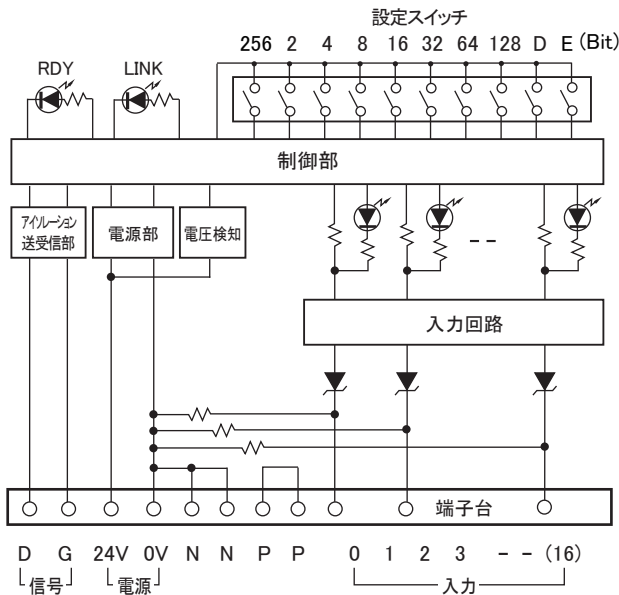 設定スイッチ
256 2 4 8 16 32 64 128 D E (Bit)
RDY LINK
制御部
アイソレーション
送受信部
電源部
電圧検知
入力回路
端子台
D G 24V 0V N N P P 0 1 2 3 - - (16)
信号 電源 入力